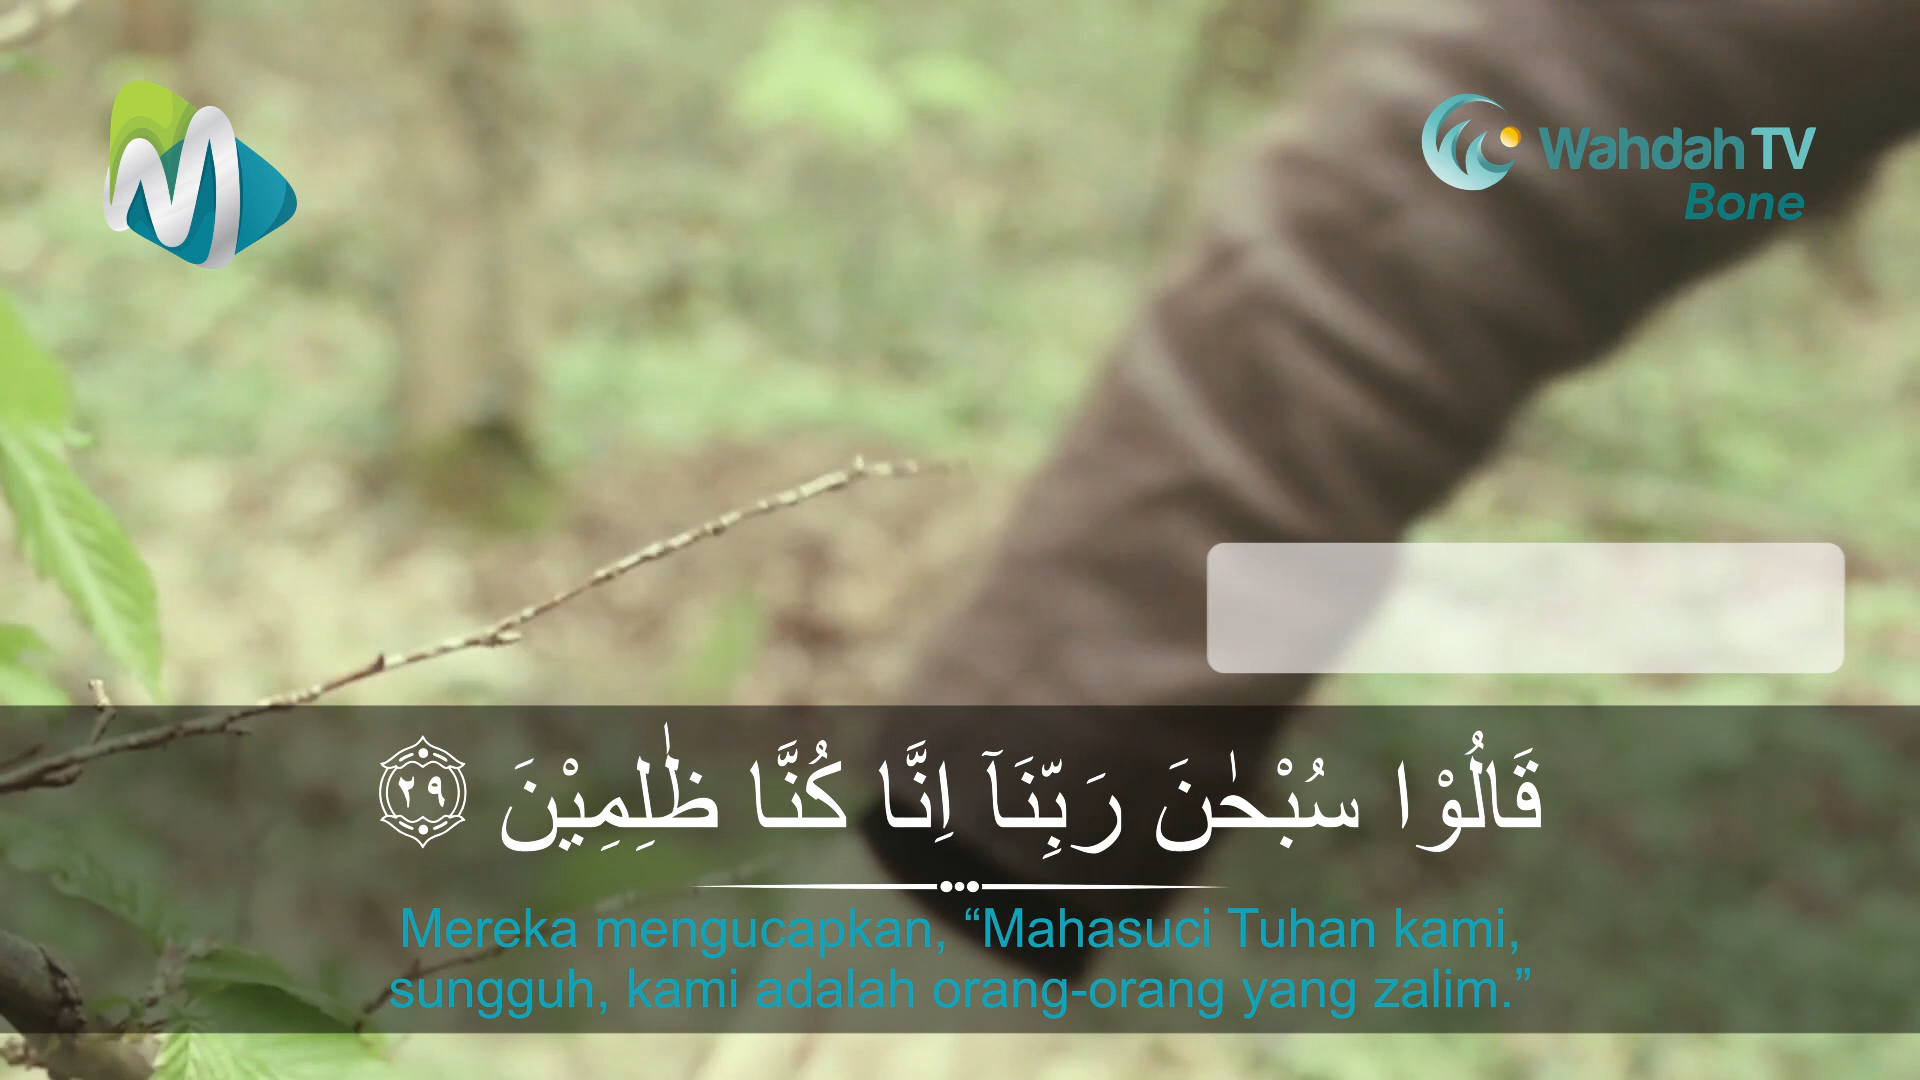 M
Wahdah TV
Bone
قَالُوْا سُبْحٰنَ رَبِّنَآ اِنَّا كُنَّا ظٰلِمِيْنَ ٢٩
Mereka mengucapkan, “Mahasuci Tuhan kami,
sungguh, kami adalah orang-orang yang zalim.”